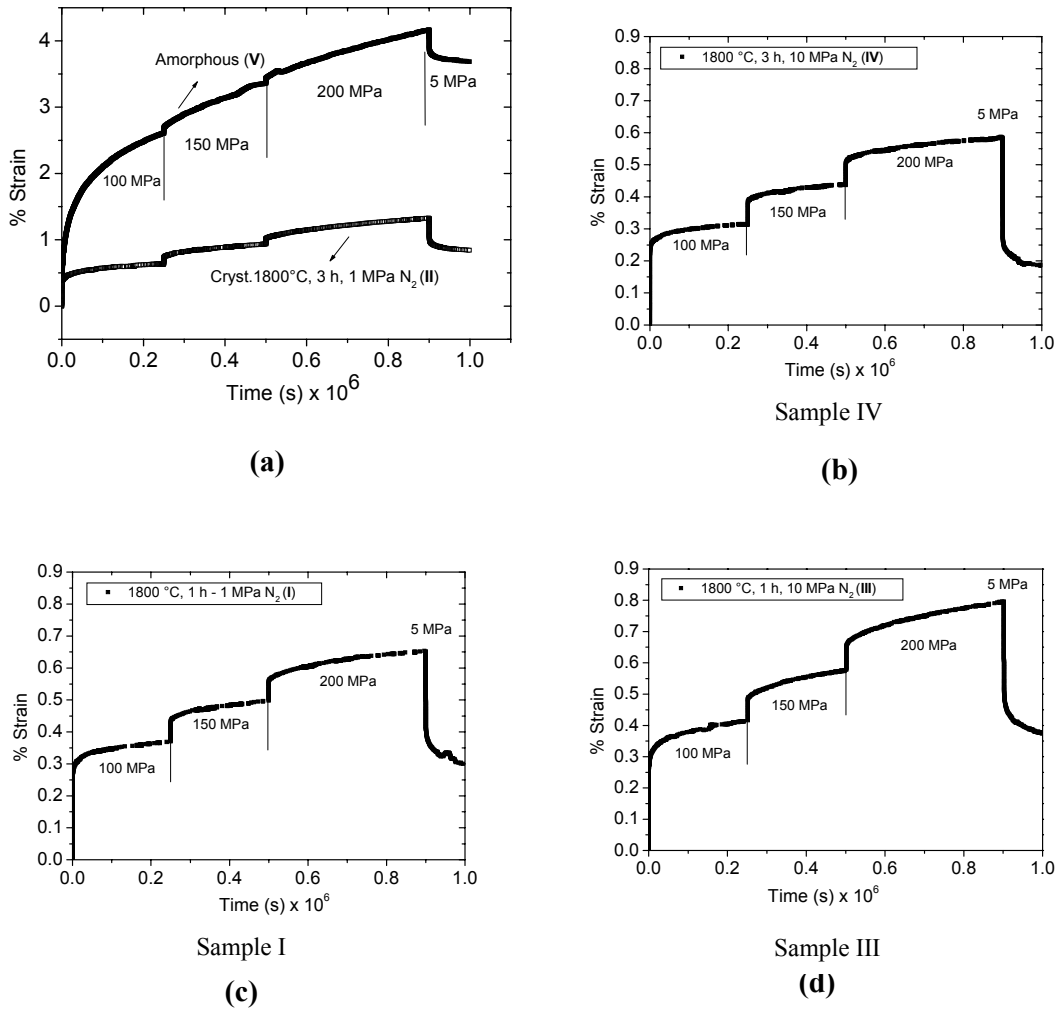 4
3
2
1
0
% Strain
Amorphous (V)
100 MPa
150 MPa
200 MPa
5 MPa
Cryst.1800°C, 3 h, 1 MPa N2 (II)
0.0 0.2 0.4 0.6 0.8 1.0
Time (s) x 10^6
(a)
0.9
0.8
0.7
0.6
0.5
0.4
0.3
0.2
0.1
0.0
% Strain
1800 °C, 3 h, 10 MPa N2 (IV)
100 MPa
150 MPa
200 MPa
5 MPa
0.0 0.2 0.4 0.6 0.8 1.0
Time (s) x 10^6
Sample IV
(b)
0.9
0.8
0.7
0.6
0.5
0.4
0.3
0.2
0.1
0.0
% Strain
1800 °C, 1 h - 1 MPa N2 (I)
100 MPa
150 MPa
200 MPa
5 MPa
0.0 0.2 0.4 0.6 0.8 1.0
Time (s) x 10^6
Sample I
(c)
0.9
0.8
0.7
0.6
0.5
0.4
0.3
0.2
0.1
0.0
% Strain
1800 °C, 1 h, 10 MPa N2 (III)
100 MPa
150 MPa
200 MPa
5 MPa
0.0 0.2 0.4 0.6 0.8 1.0
Time (s) x 10^6
Sample III
(d)